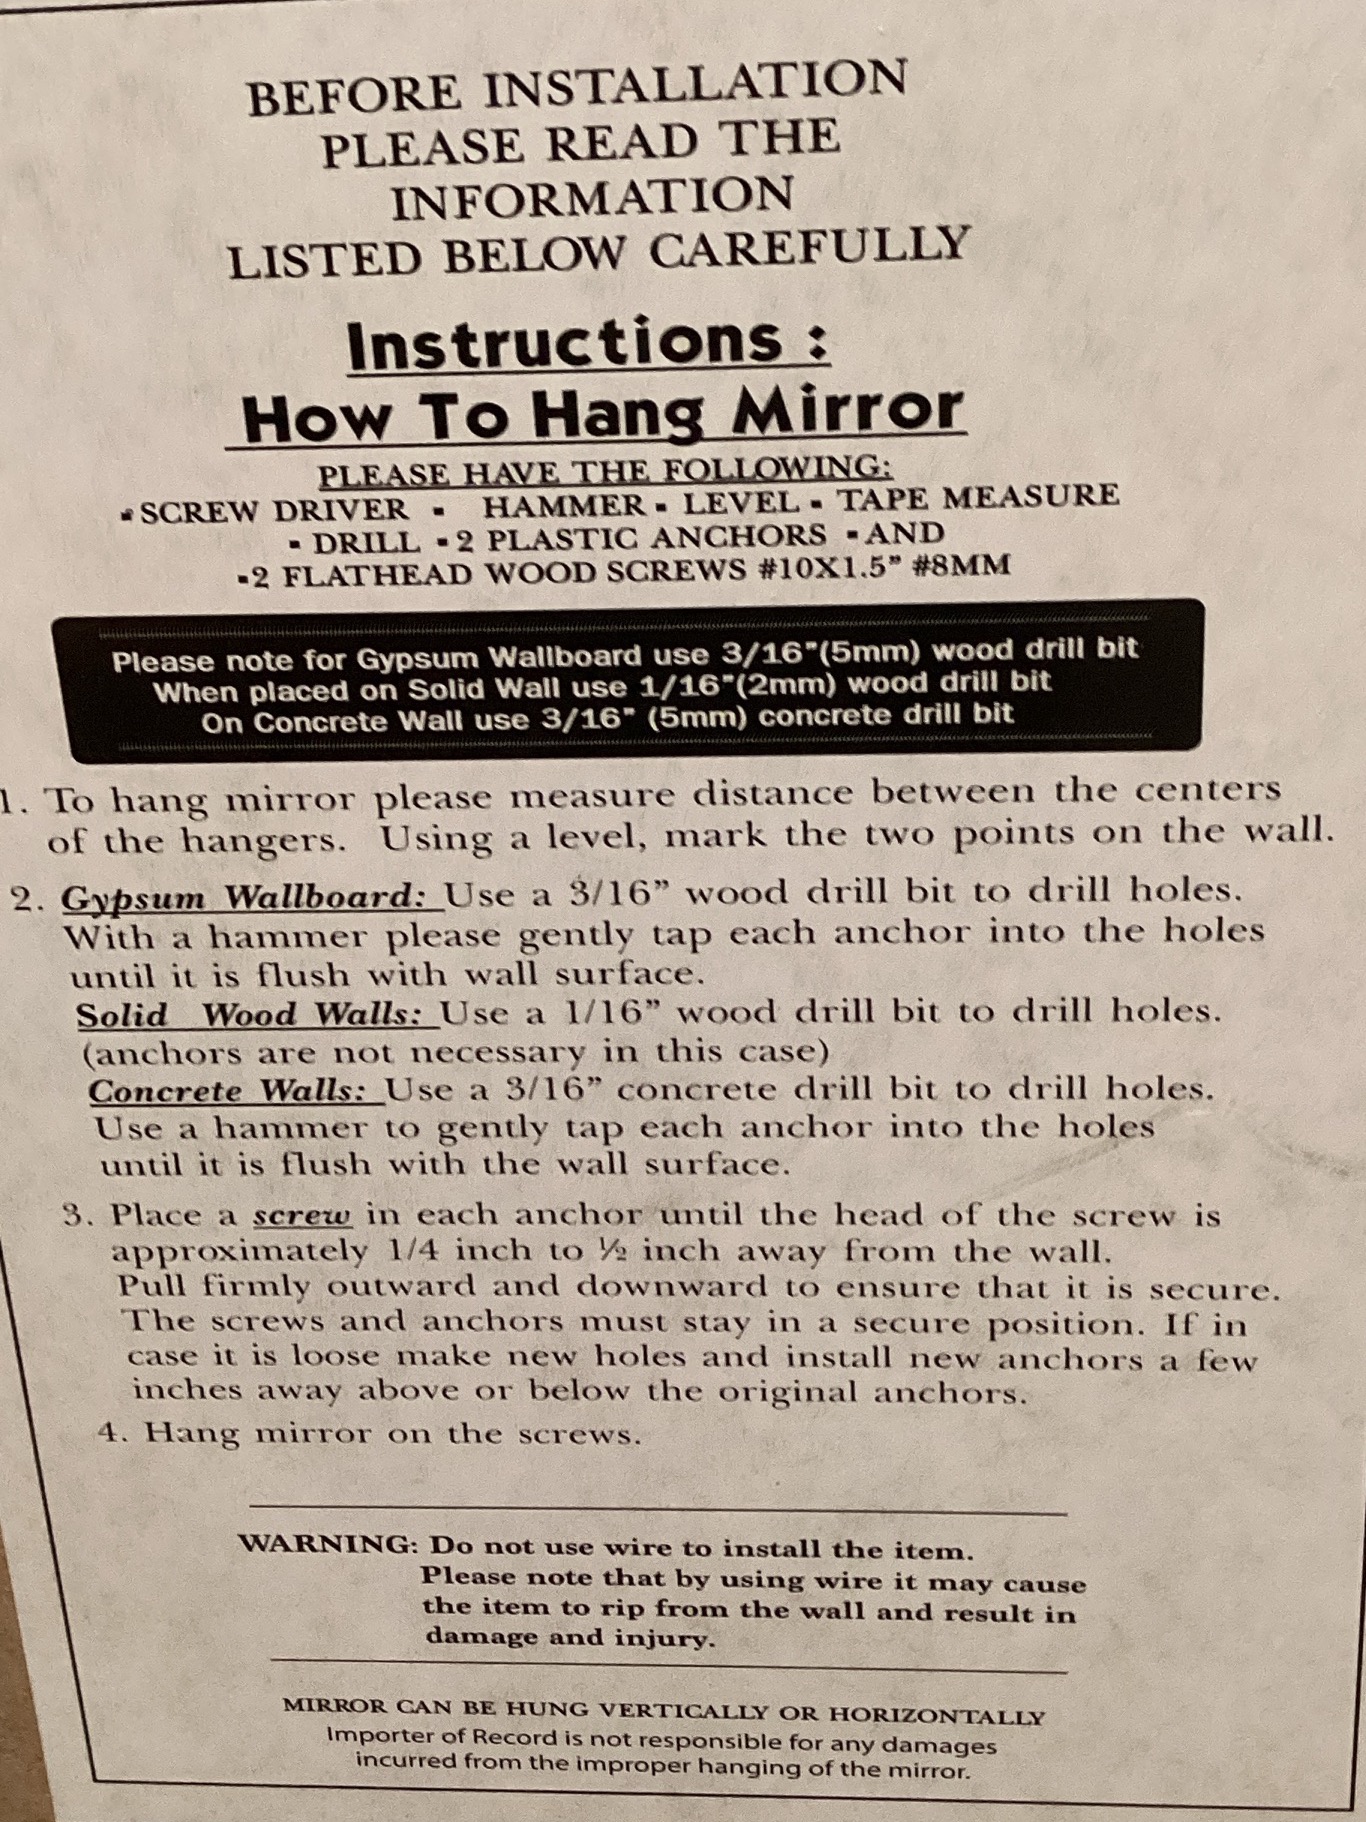 BEFORE INSTALLATION
PLEASE READ THE
INFORMATION
LISTED BELOW CAREFULLY
Instructions :
How To Hang Mirror
PLEASE HAVE THE FOLLOWING:
▪SCREW DRIVER ▪ HAMMER▪ LEVEL▪ TAPE MEASURE
▪ DRILL ▪2 PLASTIC ANCHORS ▪AND
▪2 FLATHEAD WOOD SCREWS #10X1.5” #8MM
Please note for Gypsum Wallboard use 3/16"(5mm) wood drill bit
When placed on Solid Wall use 1/16"(2mm) wood drill bit
On Concrete Wall use 3/16" (5mm) concrete drill bit
1. To hang mirror please measure distance between the centers
of the hangers. Using a level, mark the two points on the wall.
2. Gypsum Wallboard: Use a 3/16” wood drill bit to drill holes.
With a hammer please gently tap each anchor into the holes
until it is flush with wall surface.
Solid Wood Walls: Use a 1/16” wood drill bit to drill holes.
(anchors are not necessary in this case)
Concrete Walls: Use a 3/16” concrete drill bit to drill holes.
Use a hammer to gently tap each anchor into the holes
until it is flush with the wall surface.
3. Place a screw in each anchor until the head of the screw is
approximately 1/4 inch to ½ inch away from the wall.
Pull firmly outward and downward to ensure that it is secure.
The screws and anchors must stay in a secure position. If in
case it is loose make new holes and install new anchors a few
inches away above or below the original anchors.
4. Hang mirror on the screws.
WARNING: Do not use wire to install the item.
Please note that by using wire it may cause
the item to rip from the wall and result in
damage and injury.
MIRROR CAN BE HUNG VERTICALLY OR HORIZONTALLY
Importer of Record is not responsible for any damages
incurred from the improper hanging of the mirror.